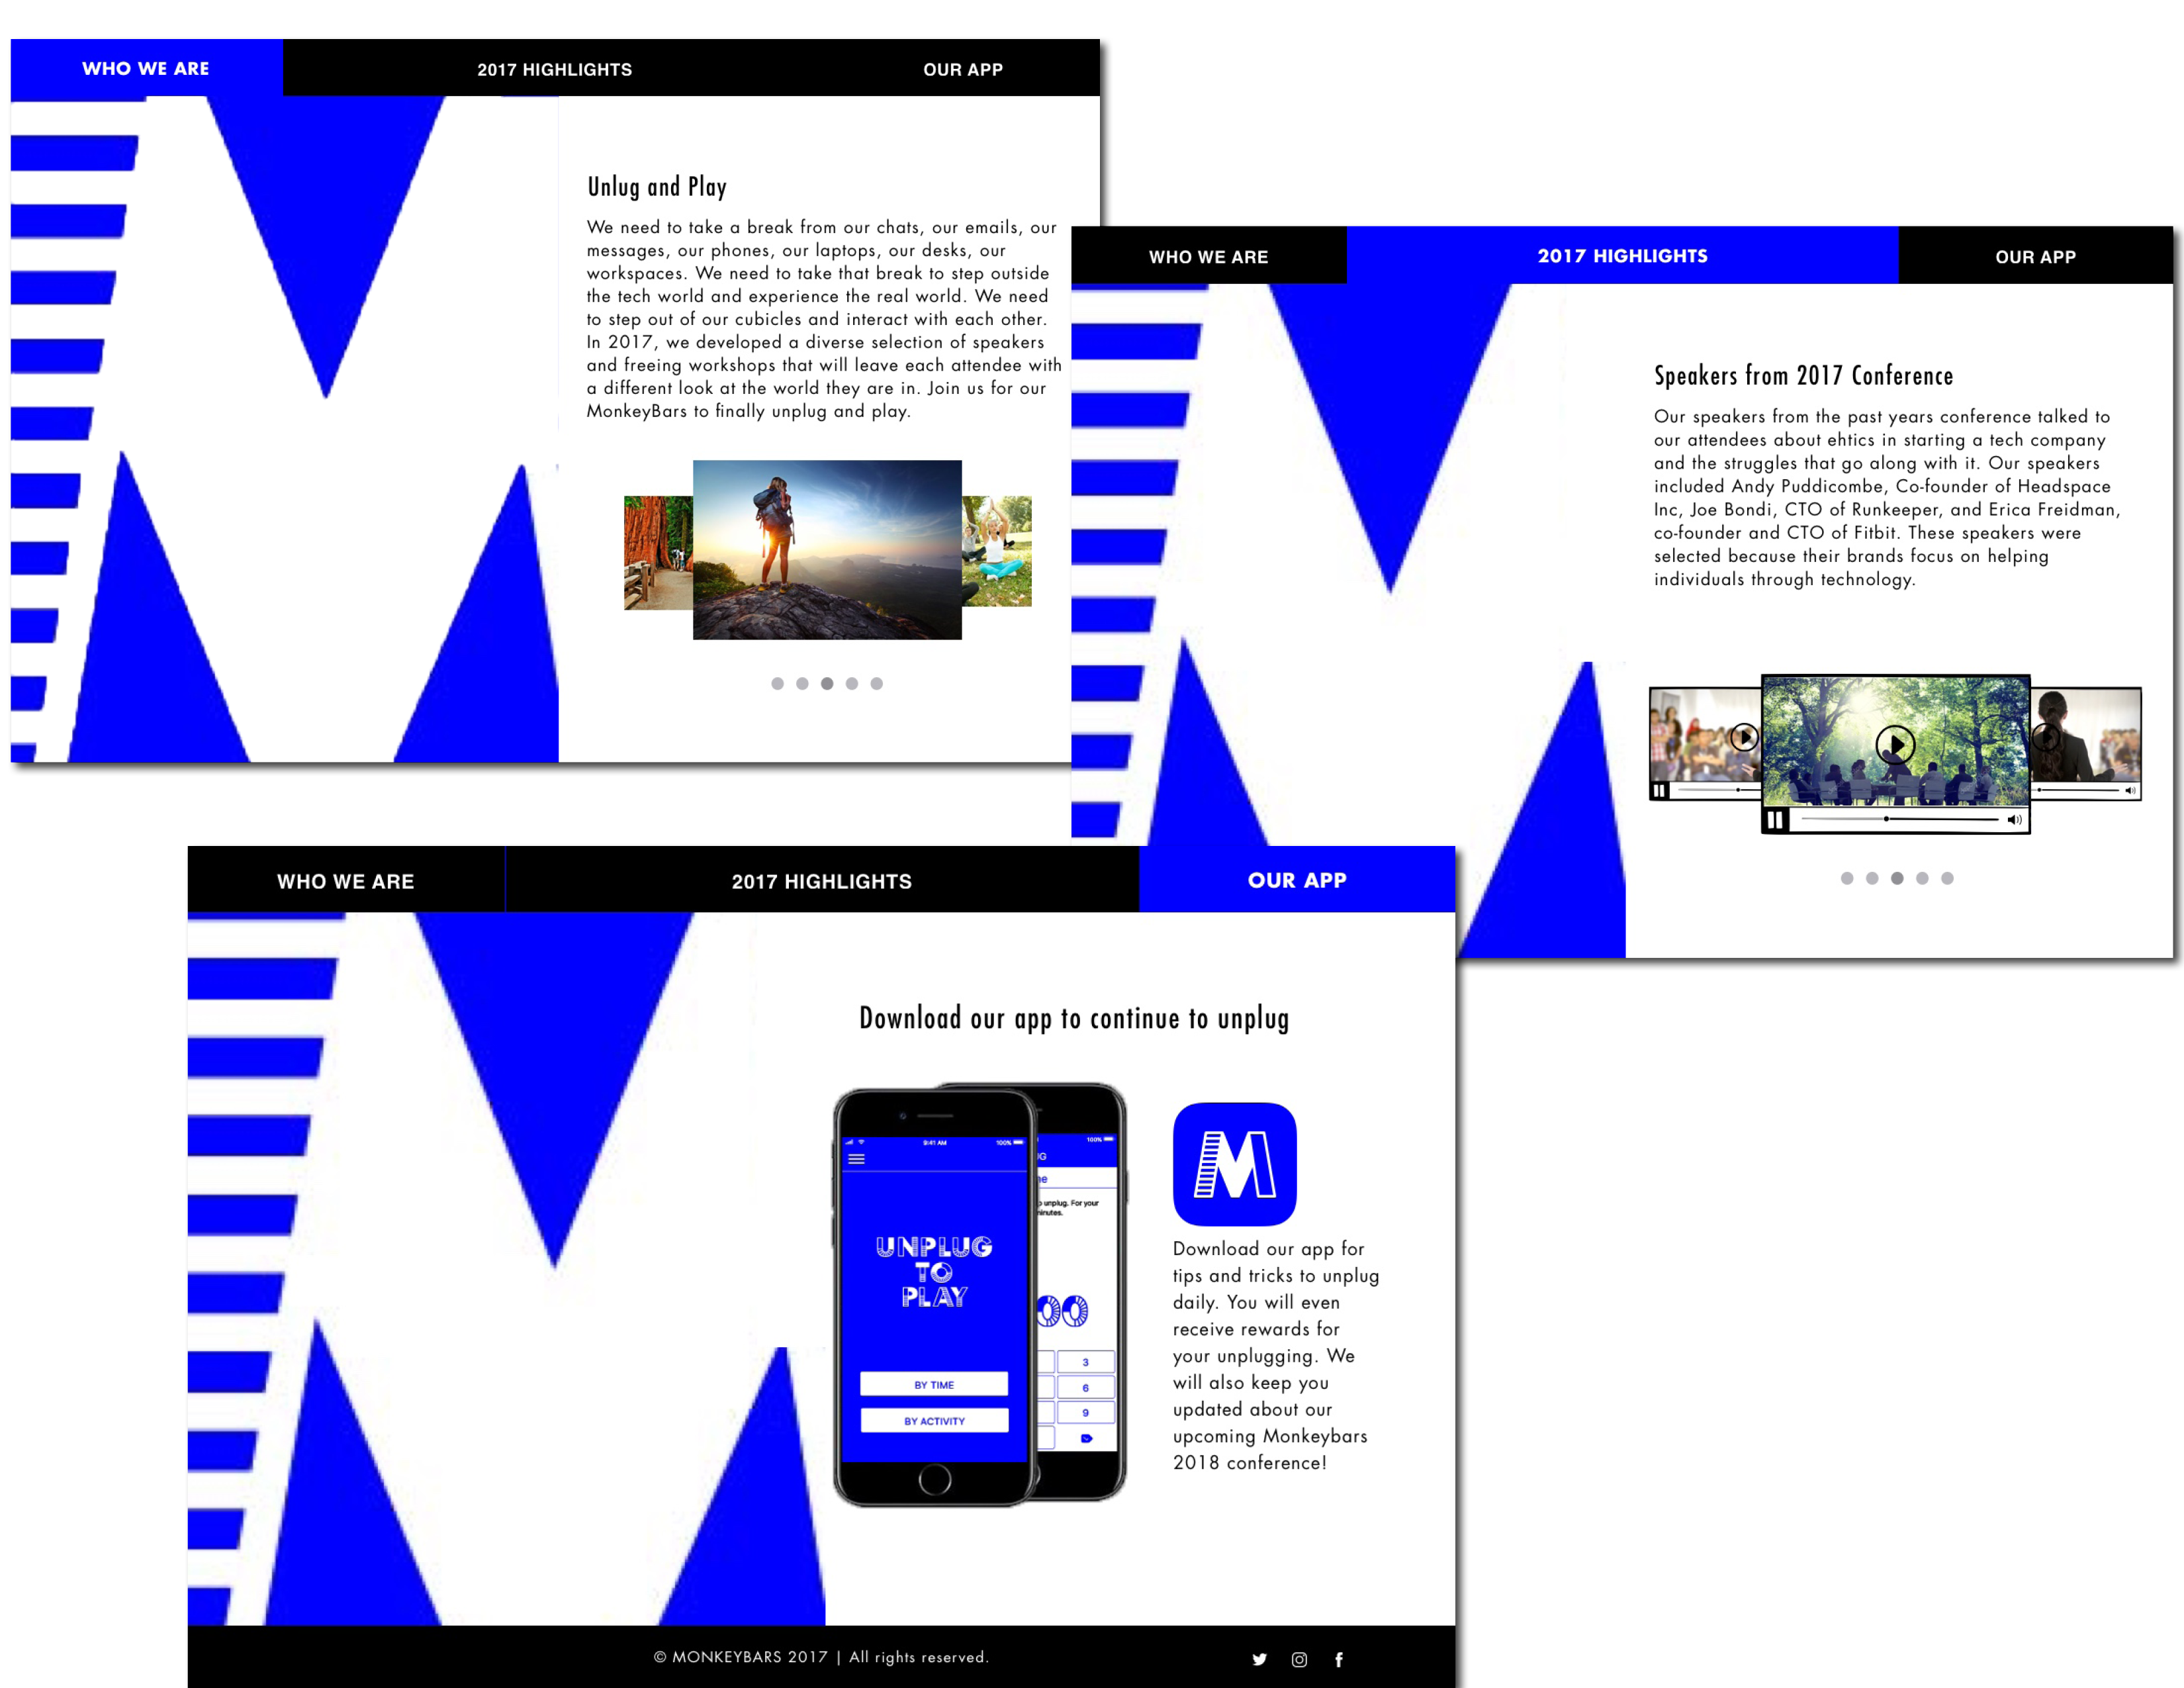 WHO WE ARE
2017 HIGHLIGHTS
OUR APP
Unlug and Play
We need to take a break from our chats, our emails, our
messages, our phones, our laptops, our desks, our
workspaces. We need to take that break to step outside
the tech world and experience the real world. We need
to step out of our cubicles and interact with each other.
In 2017, we developed a diverse selection of speakers
and freeing workshops that will leave each attendee with
a different look at the world they are in. Join us for our
MonkeyBars to finally unplug and play.
WHO WE ARE
2017 HIGHLIGHTS
OUR APP
Speakers from 2017 Conference
Our speakers from the past years conference talked to
our attendees about ehtics in starting a tech company
and the struggles that go along with it. Our speakers
included Andy Puddicombe, Co-founder of Headspace
Inc, Joe Bondi, CTO of Runkeeper, and Erica Freidman,
co-founder and CTO of Fitbit. These speakers were
selected because their brands focus on helping
individuals through technology.
WHO WE ARE
2017 HIGHLIGHTS
OUR APP
Download our app to continue to unplug
9:41 AM
100%
UNPLUG
TO
PLAY
BY TIME
BY ACTIVITY
100%
unplug. For your
00
3
6
9
M
Download our app for
tips and tricks to unplug
daily. You will even
receive rewards for
your unplugging. We
will also keep you
updated about our
upcoming Monkeybars
2018 conference!
© MONKEYBARS 2017 | All rights reserved.